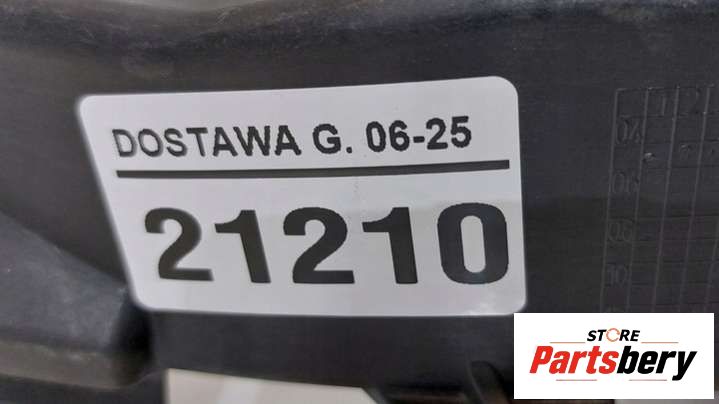 DOSTAWA G. 06-25
21210
STORE
Partsbery